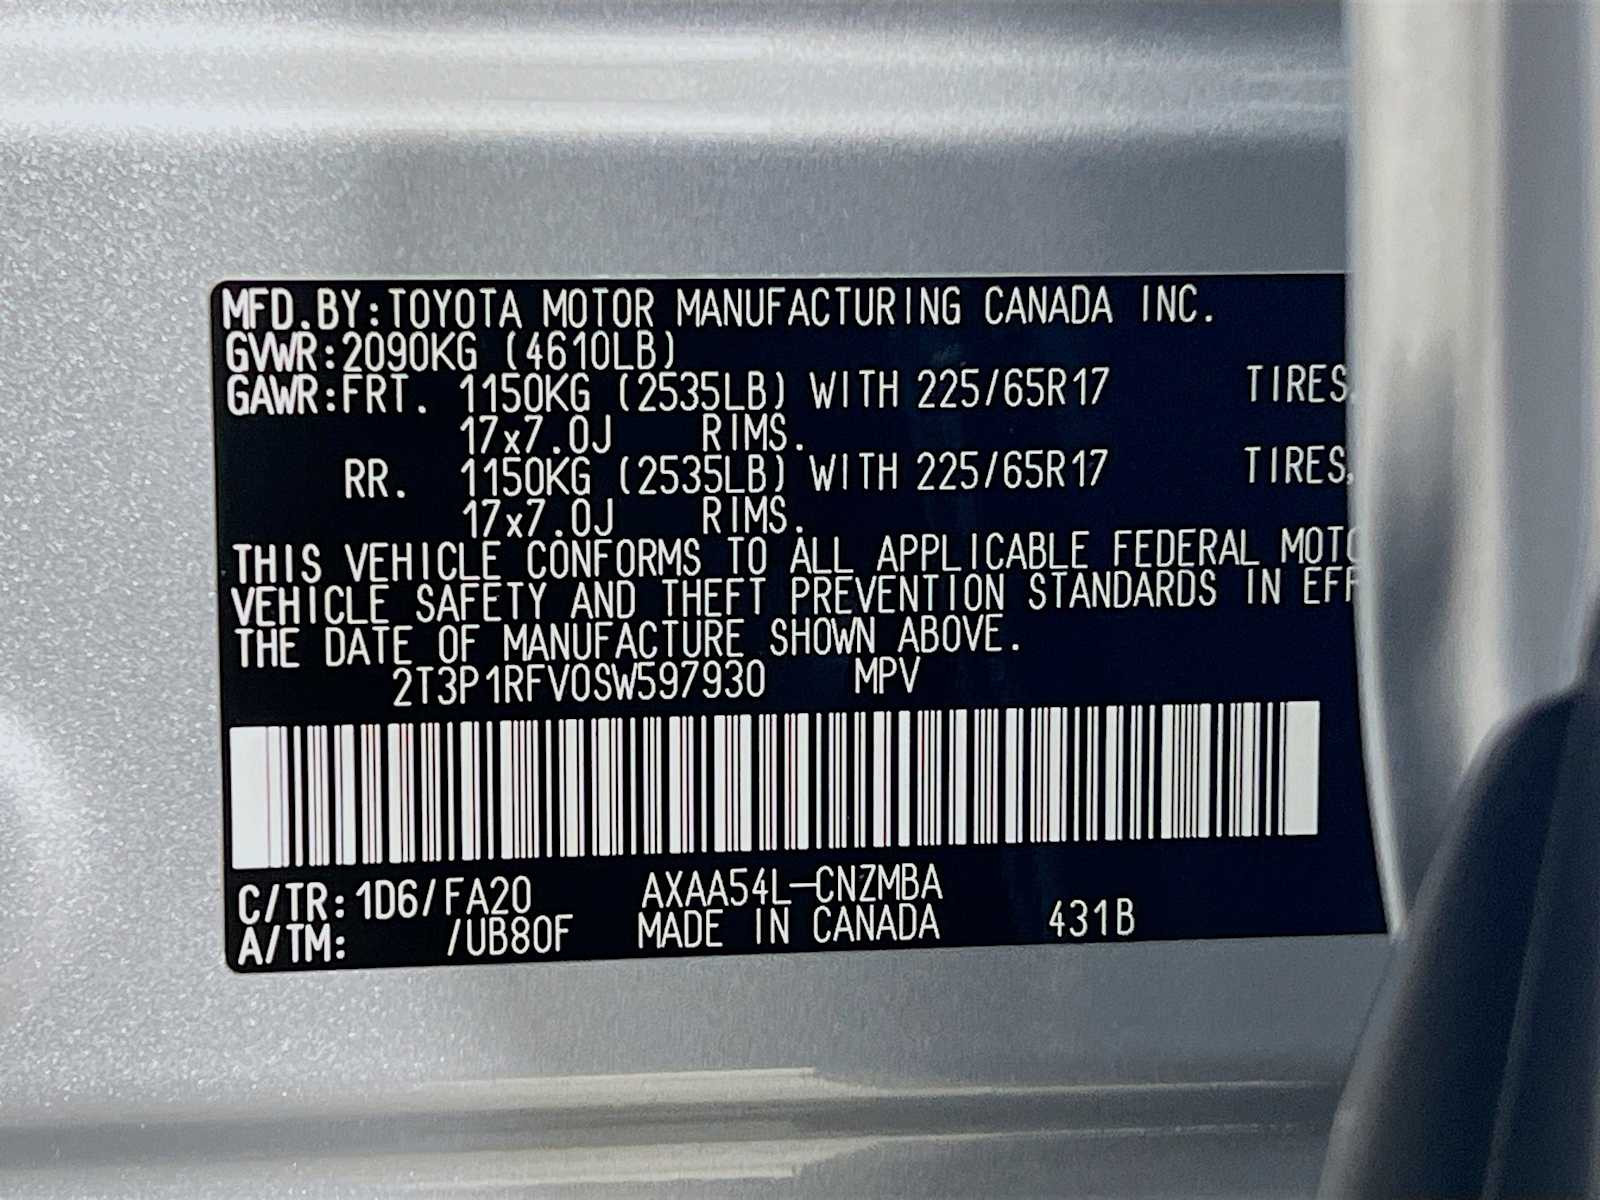 MFD.BY:TOYOTA MOTOR MANUFACTURING CANADA INC.
GVWR:2090KG (4610LB)
GAWR:FRT. 1150KG (2535LB) WITH 225/65R17 TIRES,
17x7.0J RIMS.
RR. 1150KG (2535LB) WITH 225/65R17 TIRES,
17x7.0J RIMS.
THIS VEHICLE CONFORMS TO ALL APPLICABLE FEDERAL MOTO
VEHICLE SAFETY AND THEFT PREVENTION STANDARDS IN EFF
THE DATE OF MANUFACTURE SHOWN ABOVE.
2T3P1RFV0SW597930 MPV
C/TR:1D6/FA20 AXAA54L-CNZMBA
A/TM: /UB80F MADE IN CANADA 431B